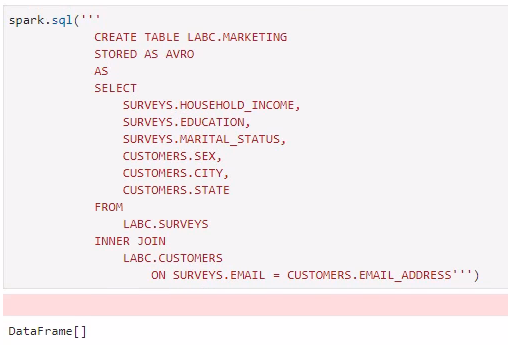 spark.sql('''
CREATE TABLE LABC.MARKETING
STORED AS AVRO
AS
SELECT
SURVEYS.HOUSEHOLD_INCOME,
SURVEYS.EDUCATION,
SURVEYS.MARITAL_STATUS,
CUSTOMERS.SEX,
CUSTOMERS.CITY,
CUSTOMERS.STATE
FROM
LABC.SURVEYS
INNER JOIN
LABC.CUSTOMERS
ON SURVEYS.EMAIL = CUSTOMERS.EMAIL_ADDRESS''')
DataFrame[]